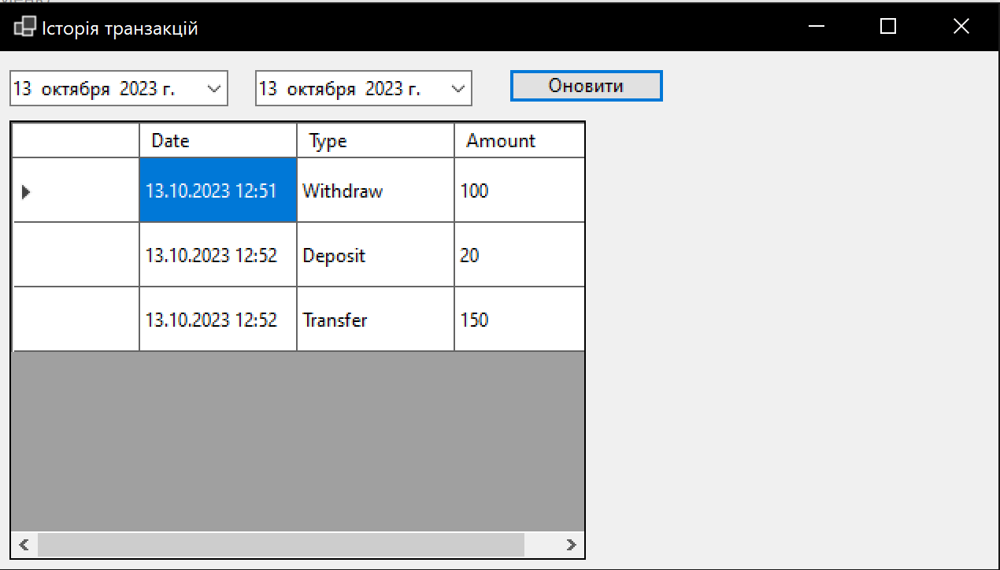 Історія транзакцій
13 октября 2023 г. 13 октября 2023 г. Оновити
Date Type Amount
13.10.2023 12:51 Withdraw 100
13.10.2023 12:52 Deposit 20
13.10.2023 12:52 Transfer 150